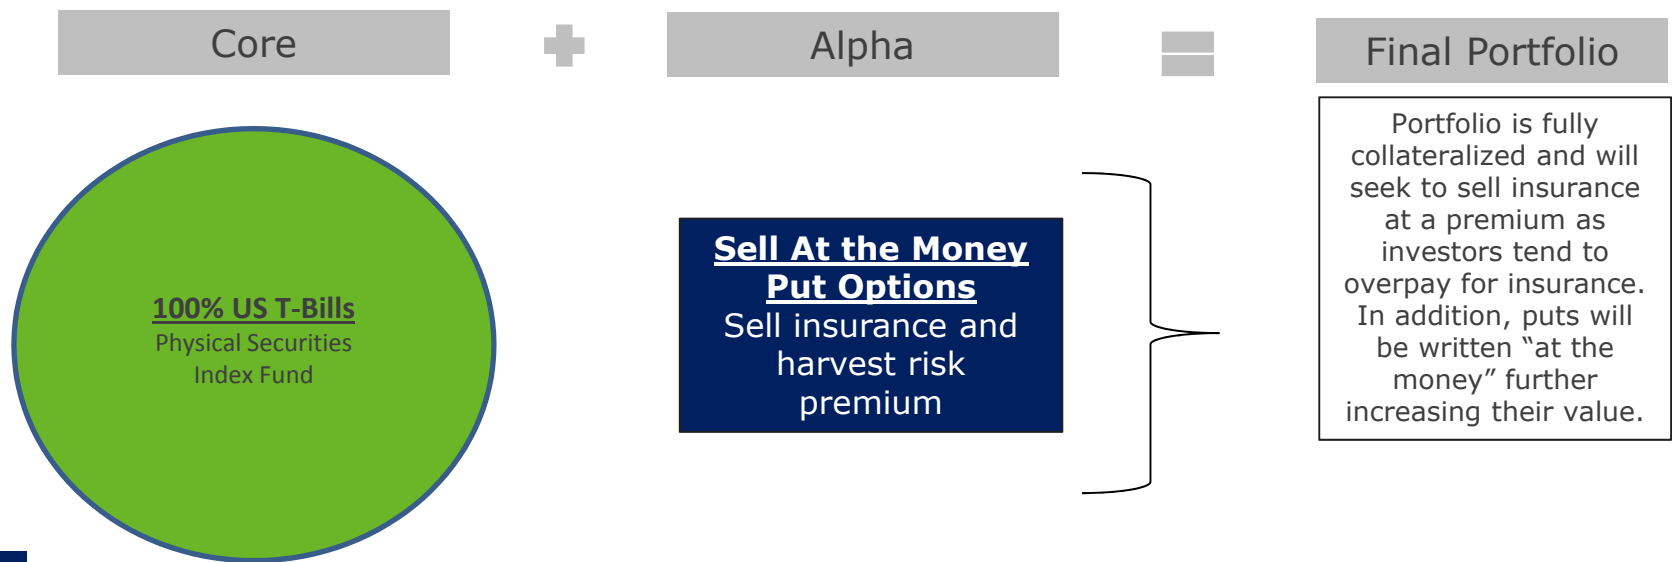 Core
Alpha
Final Portfolio
100% US T-Bills
Physical Securities
Index Fund
Sell At the Money
Put Options
Sell insurance and
harvest risk
premium
Portfolio is fully
collateralized and will
seek to sell insurance
at a premium as
investors tend to
overpay for insurance.
In addition, puts will
be written “at the
money” further
increasing their value.